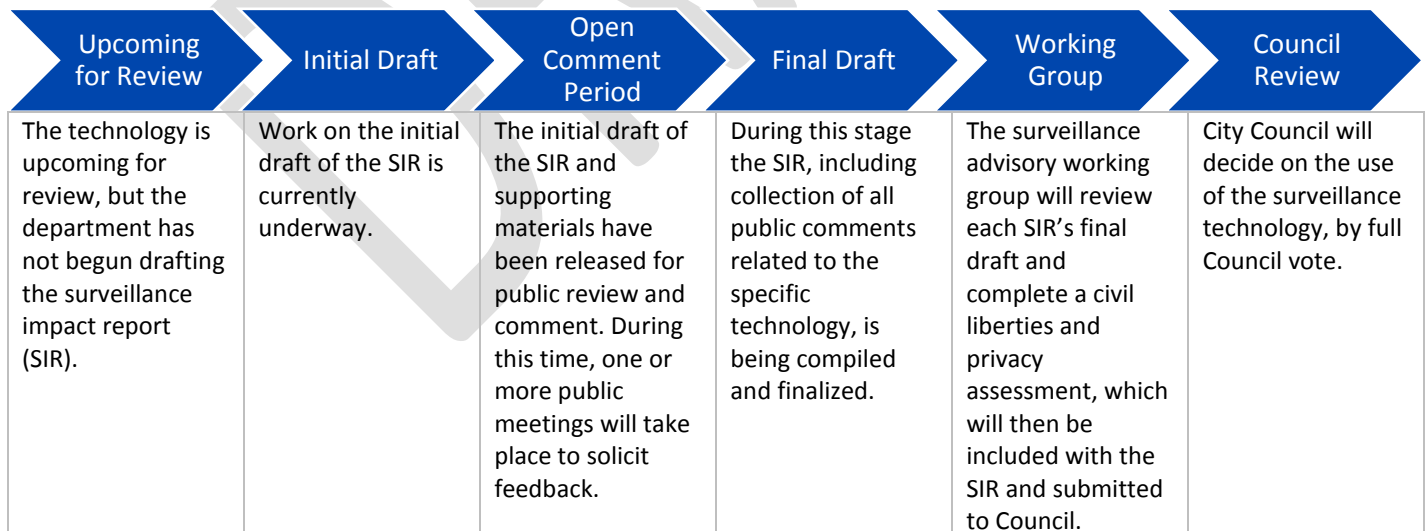 Upcoming
for Review
Initial Draft
Open
Comment
Period
Final Draft
Working
Group
Council
Review
The technology is
upcoming for
review, but the
department has
not begun drafting
the surveillance
impact report
(SIR).
Work on the initial
draft of the SIR is
currently
underway.
The initial draft of
the SIR and
supporting
materials have
been released for
public review and
comment. During
this time, one or
more public
meetings will take
place to solicit
feedback.
During this stage
the SIR, including
collection of all
public comments
related to the
specific
technology, is
being compiled
and finalized.
The surveillance
advisory working
group will review
each SIR’s final
draft and
complete a civil
liberties and
privacy
assessment, which
will then be
included with the
SIR and submitted
to Council.
City Council will
decide on the use
of the surveillance
technology, by full
Council vote.